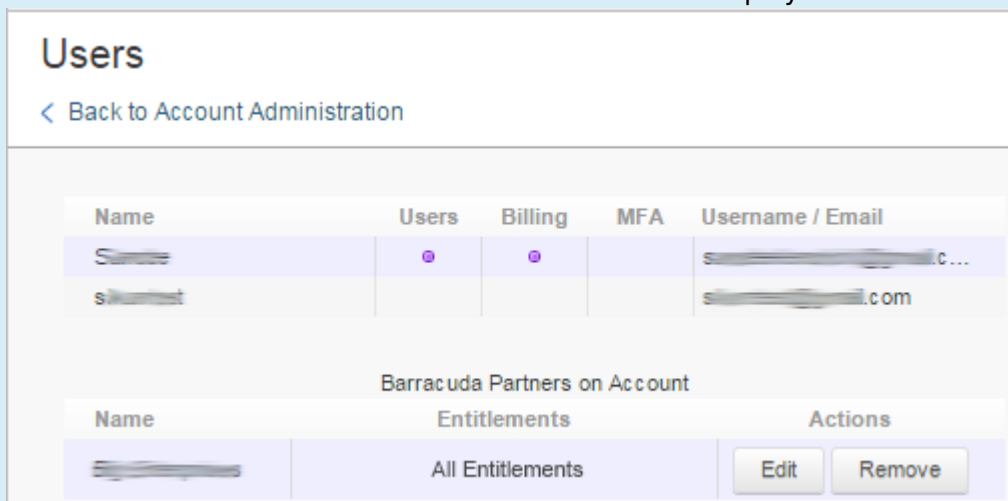 Users
< Back to Account Administration
Name Users Billing MFA Username / Email
.c...
.com
Barracuda Partners on Account
Name Entitlements Actions
All Entitlements Edit Remove